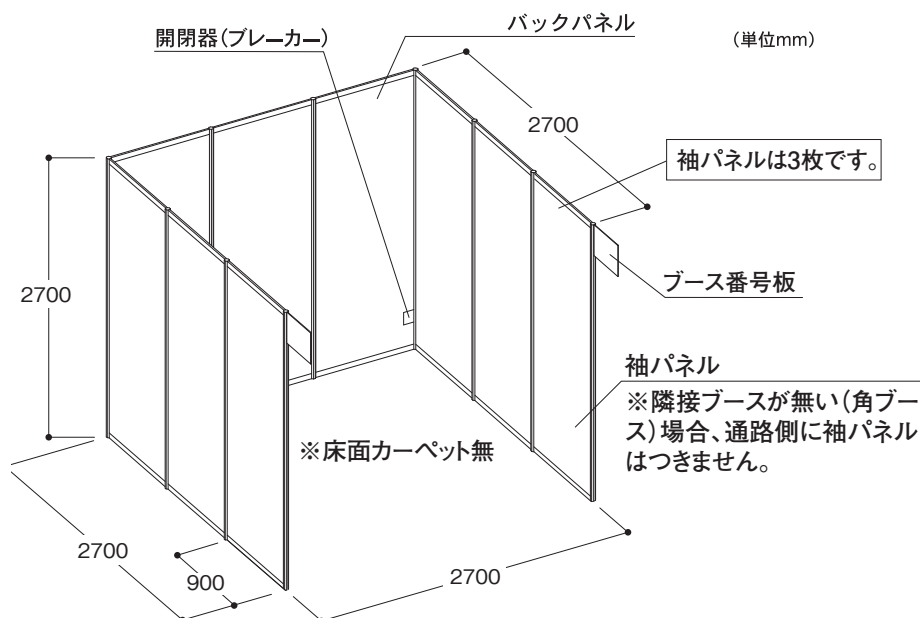 開閉器(ブレーカー)
バックパネル
(単位mm)
2700
袖パネルは3枚です。
2700
ブース番号板
袖パネル
※隣接ブースが無い(角ブー
ス)場合、通路側に袖パネル
はつきません。
※床面カーペット無
2700
900
2700